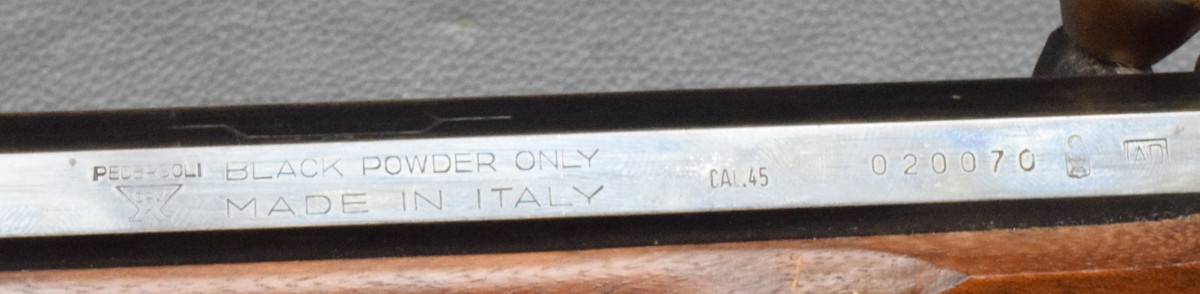 PEDERSOLI
BLACK POWDER ONLY
MADE IN ITALY
CAL.45
020070